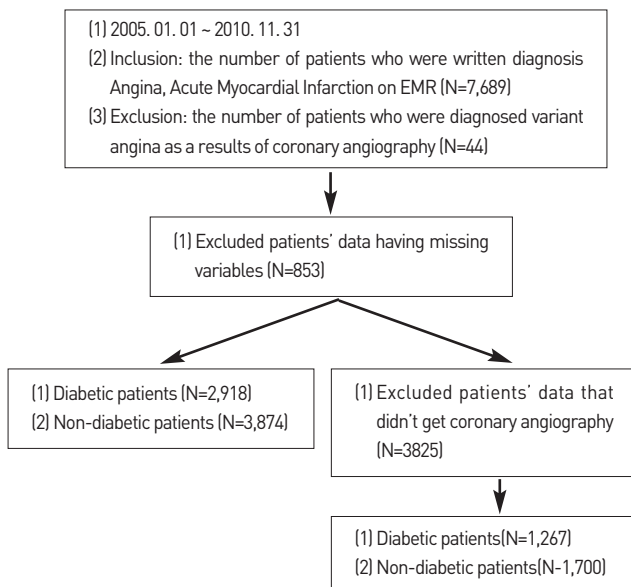 (1) 2005. 01. 01 ~ 2010. 11. 31
(2) Inclusion: the number of patients who were written diagnosis
Angina, Acute Myocardial Infarction on EMR (N=7,689)
(3) Exclusion: the number of patients who were diagnosed variant
angina as a results of coronary angiography (N=44)
(1) Excluded patients’ data having missing
variables (N=853)
(1) Diabetic patients (N=2,918)
(2) Non-diabetic patients (N=3,874)
(1) Excluded patients’ data that
didn’t get coronary angiography
(N=3825)
(1) Diabetic patients(N=1,267)
(2) Non-diabetic patients(N-1,700)